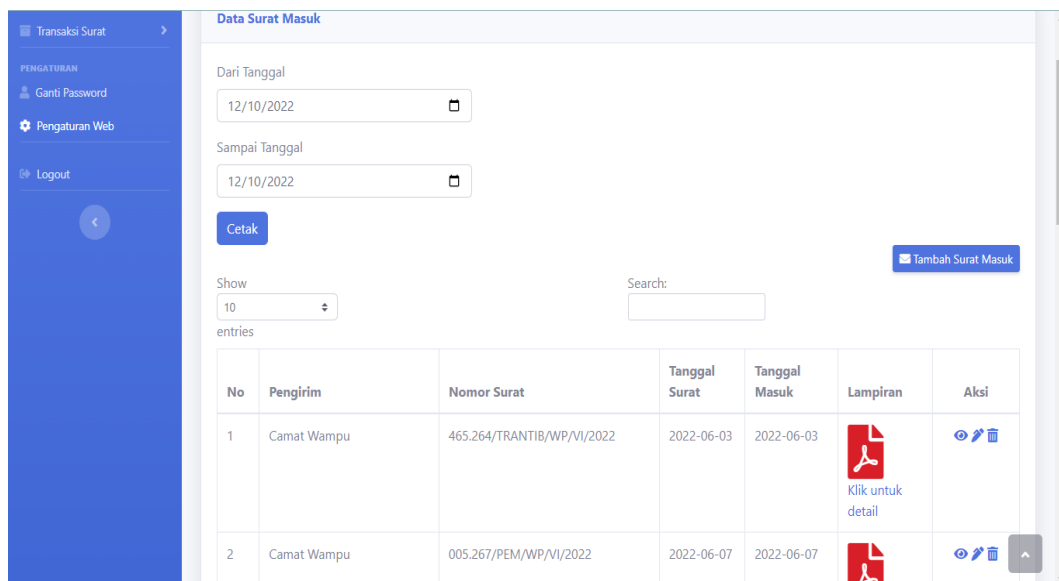 Transaksi Surat
PENGATURAN
Ganti Password
Pengaturan Web
Logout
Data Surat Masuk
Dari Tanggal
12/10/2022
Sampai Tanggal
12/10/2022
Cetak
Tambah Surat Masuk
Show
10
entries
Search:
No Pengirim Nomor Surat Tanggal Surat Tanggal Masuk Lampiran Aksi
1 Camat Wampu 465.264/TRANTIB/WP/VI/2022 2022-06-03 2022-06-03
Klik untuk
detail
2 Camat Wampu 005.267/PEM/WP/VI/2022 2022-06-07 2022-06-07